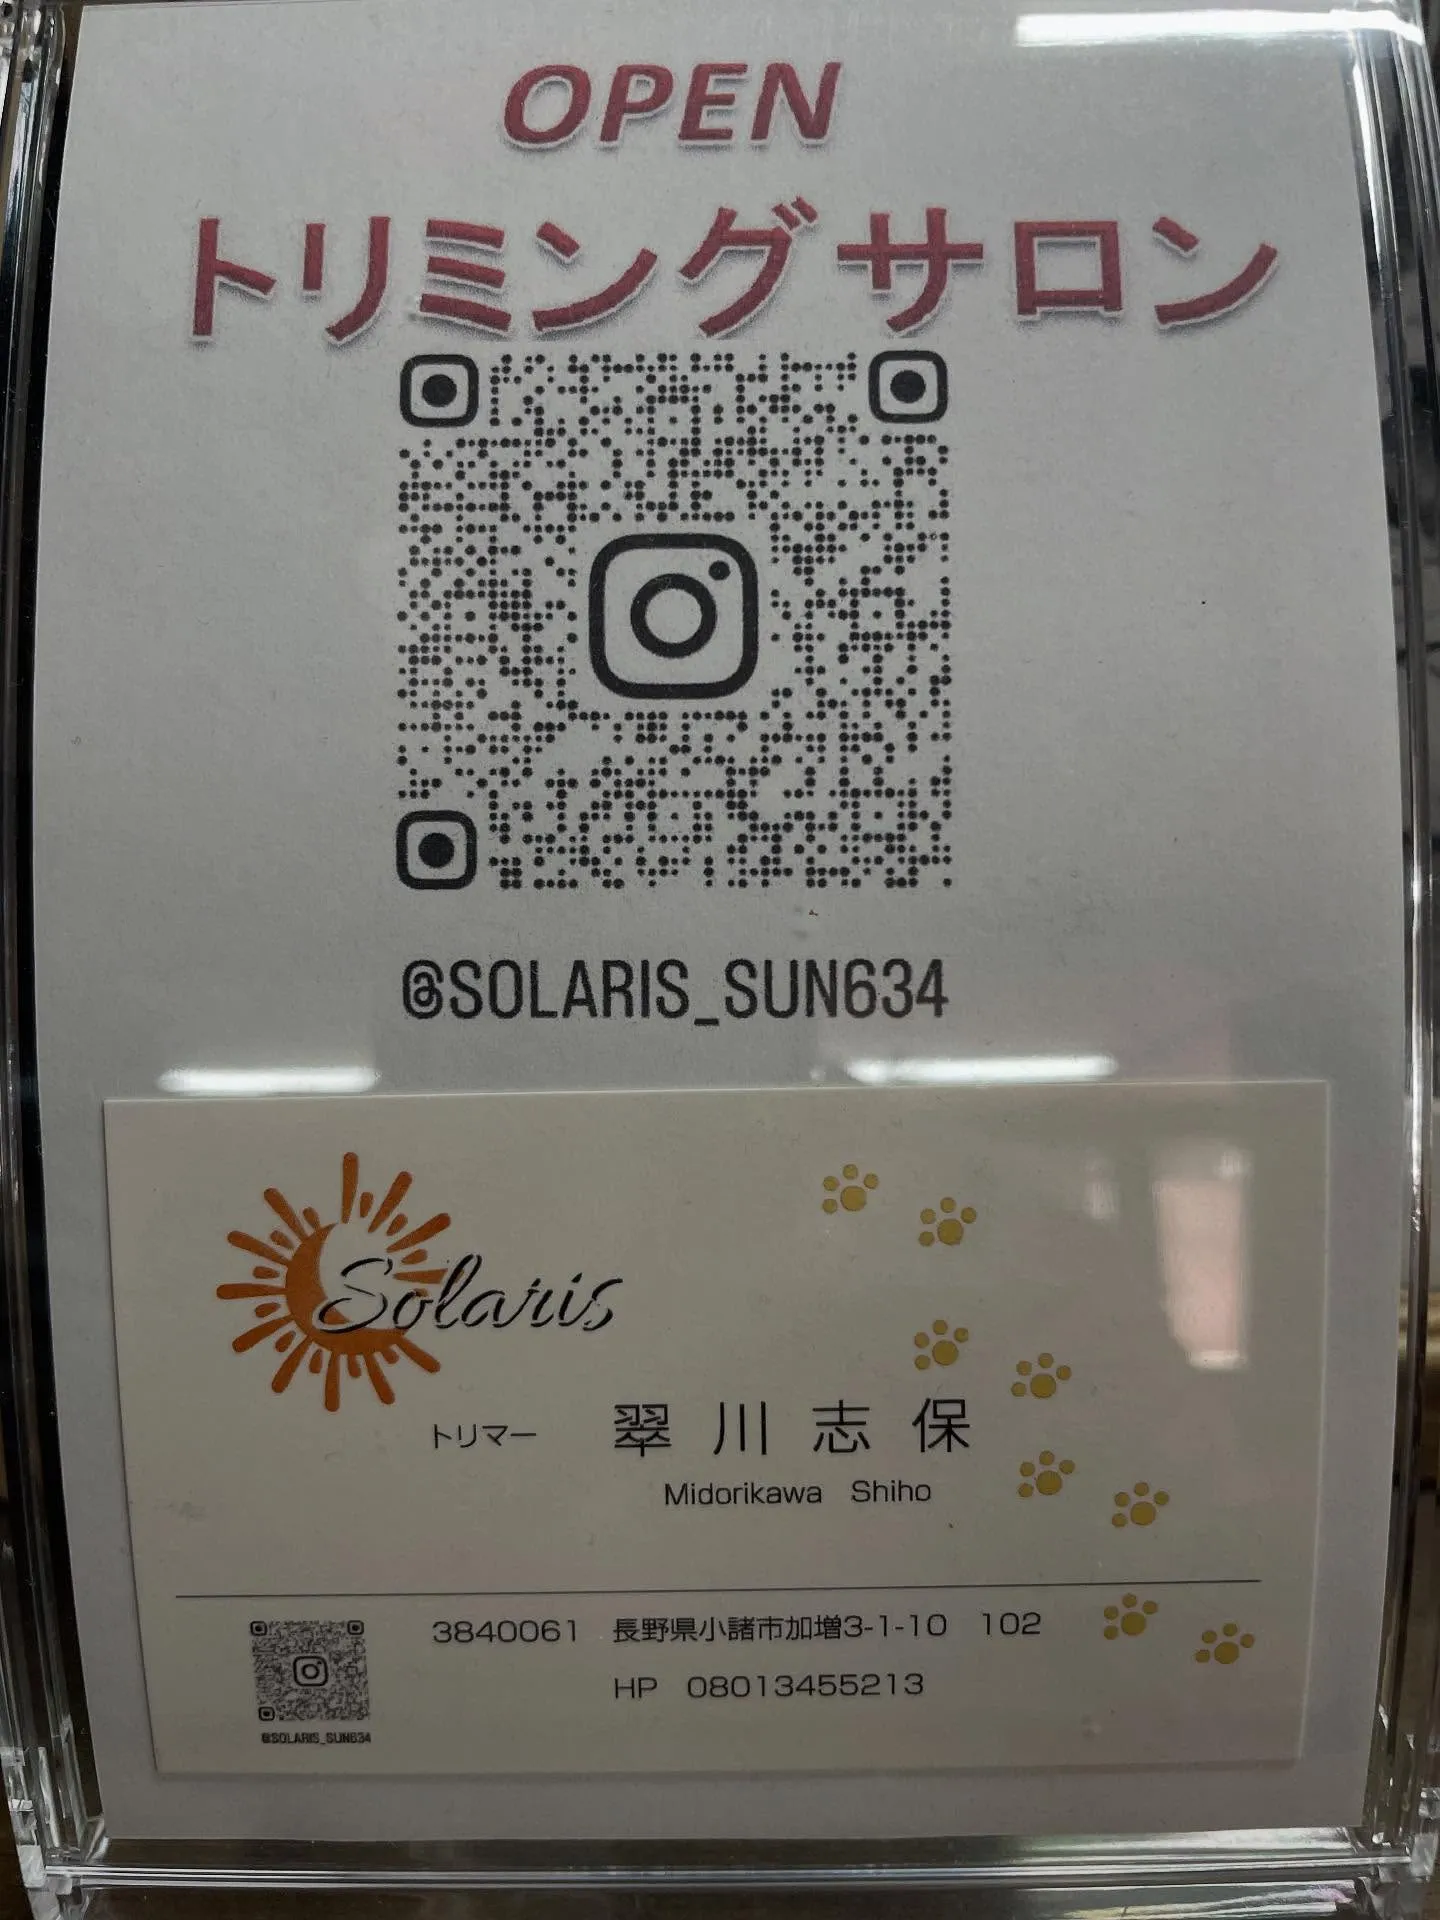 OPEN
トリミングサロン
@SOLARIS_SUN634
Solaris
トリマー 翠川志保
Midorikawa Shiho
3840061 長野県小諸市加増3-1-10 102
HP 08013455213
@SOLARIS_SUN634